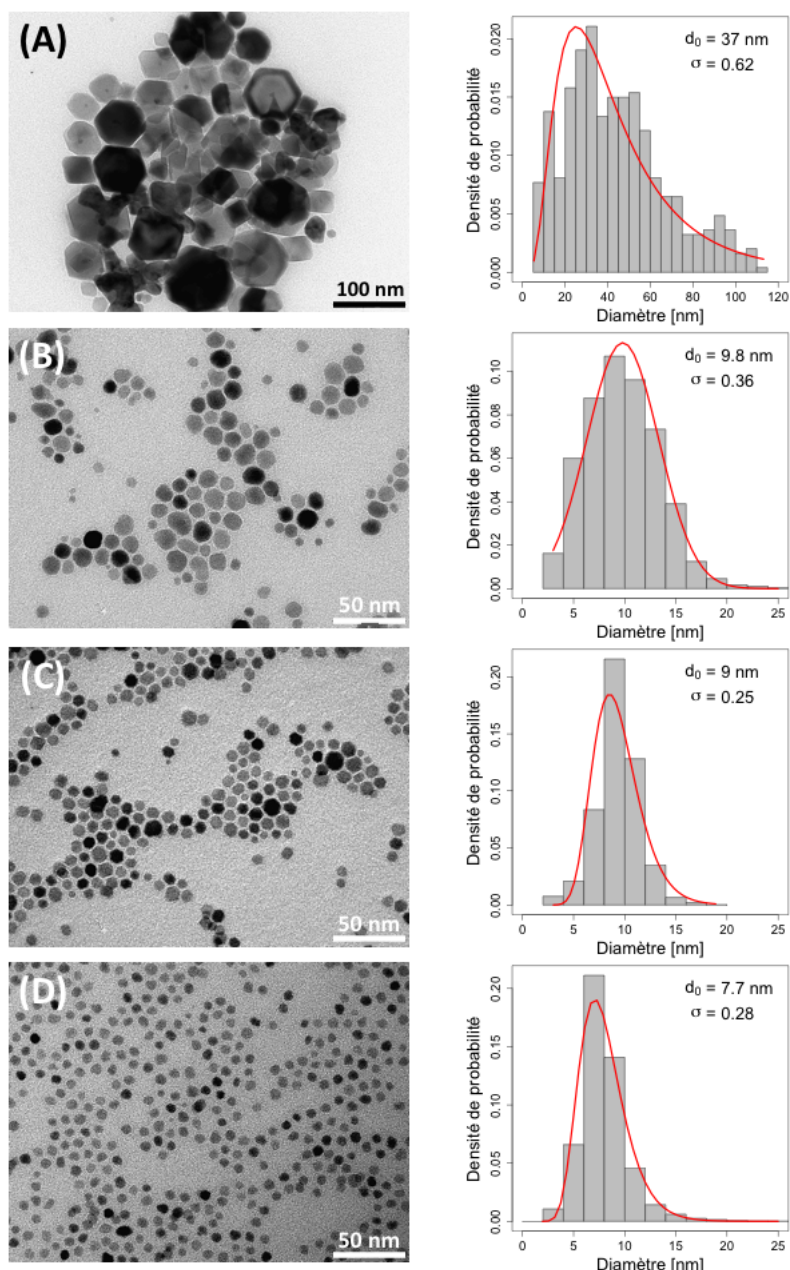 (A)
100 nm
Densité de probabilité
0.000 0.005 0.010 0.015 0.020
d₀ = 37 nm
σ = 0.62
0 20 40 60 80 100 120
Diamètre [nm]
(B)
50 nm
Densité de probabilité
0.00 0.02 0.04 0.06 0.08 0.10
d₀ = 9.8 nm
σ = 0.36
0 5 10 15 20 25
Diamètre [nm]
(C)
50 nm
Densité de probabilité
0.00 0.05 0.10 0.15 0.20
d₀ = 9 nm
σ = 0.25
0 5 10 15 20 25
Diamètre [nm]
(D)
50 nm
Densité de probabilité
0.00 0.05 0.10 0.15 0.20
d₀ = 7.7 nm
σ = 0.28
0 5 10 15 20 25
Diamètre [nm]